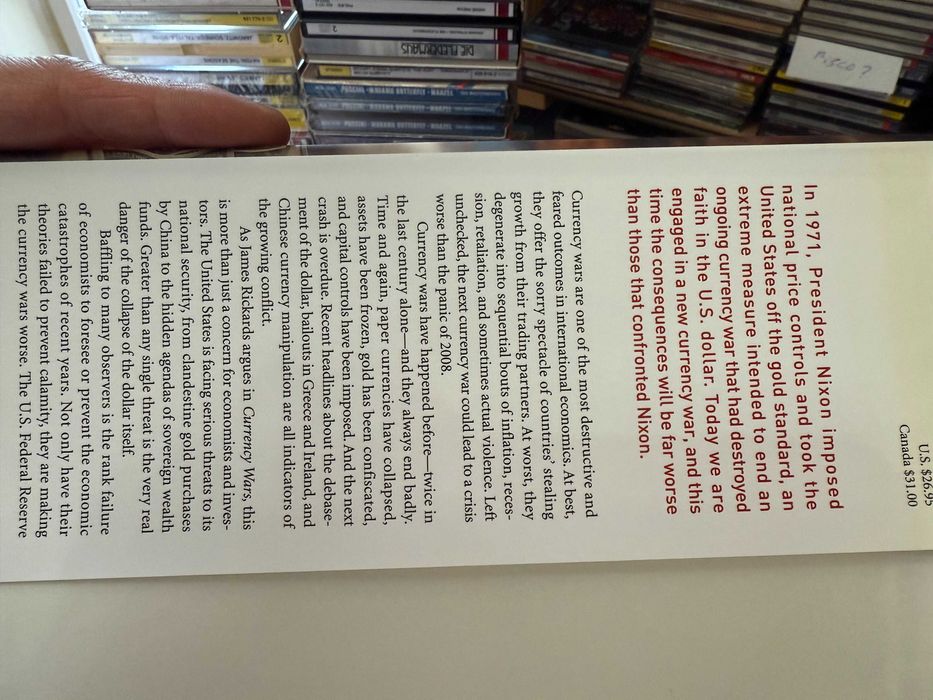 U.S. $26.95
Canada $31.00
In 1971, President Nixon imposed
national price controls and took the
United States off the gold standard, an
extreme measure intended to end an
ongoing currency war that had destroyed
faith in the U.S. dollar. Today we are
engaged in a new currency war, and this
time the consequences will be far worse
than those that confronted Nixon.
Currency wars are one of the most destructive and
feared outcomes in international economics. At best,
they offer the sorry spectacle of countries' stealing
growth from their trading partners. At worst, they
degenerate into sequential bouts of inflation, reces-
sion, retaliation, and sometimes actual violence. Left
unchecked, the next currency war could lead to a crisis
worse than the panic of 2008.
Currency wars have happened before—twice in
the last century alone—and they always end badly.
Time and again, paper currencies have collapsed,
assets have been frozen, gold has been confiscated,
and capital controls have been imposed. And the next
crash is overdue. Recent headlines about the debase-
ment of the dollar, bailouts in Greece and Ireland, and
Chinese currency manipulation are all indicators of
the growing conflict.
As James Rickards argues in Currency Wars, this
is more than just a concern for economists and inves-
tors. The United States is facing serious threats to its
national security, from clandestine gold purchases
by China to the hidden agendas of sovereign wealth
funds. Greater than any single threat is the very real
danger of the collapse of the dollar itself.
Baffling to many observers is the rank failure
of economists to foresee or prevent the economic
catastrophes of recent years. Not only have their
theories failed to prevent calamity, they are making
the currency wars worse. The U.S. Federal Reserve
DIE FLEDERMAUS
PUCCINI · MADAMA BUTTERFLY · MAAZEL
PUCCINI · MADAMA BUTTERFLY · MAAZEL